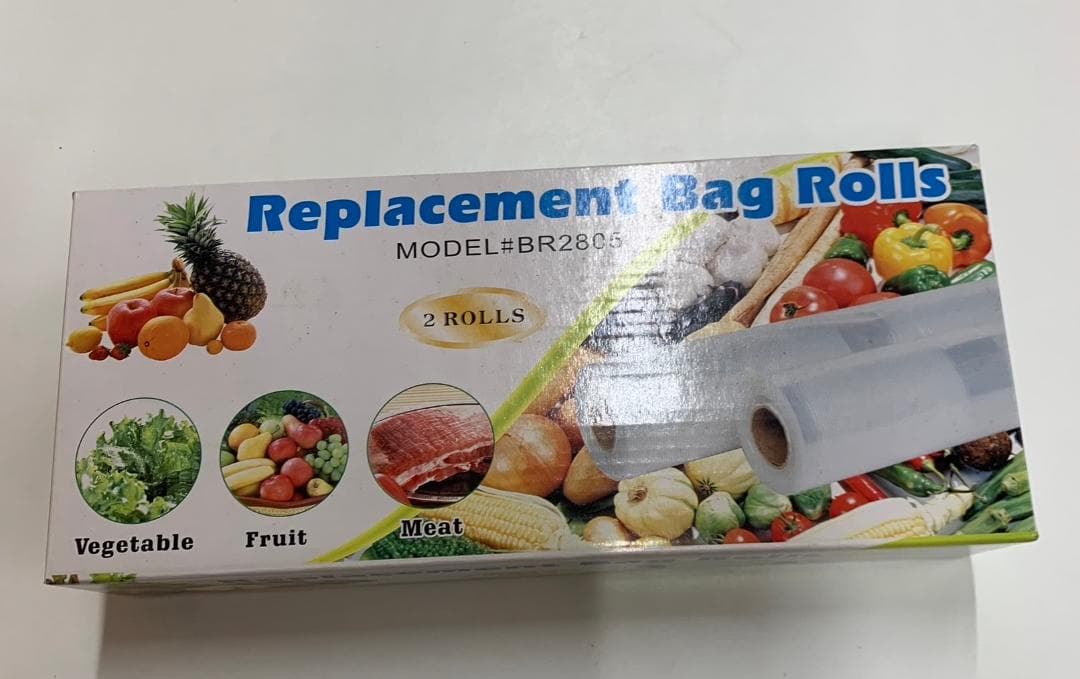 Replacement Bag Rolls
MODEL#BR2805
2 ROLLS
Vegetable
Fruit
Meat